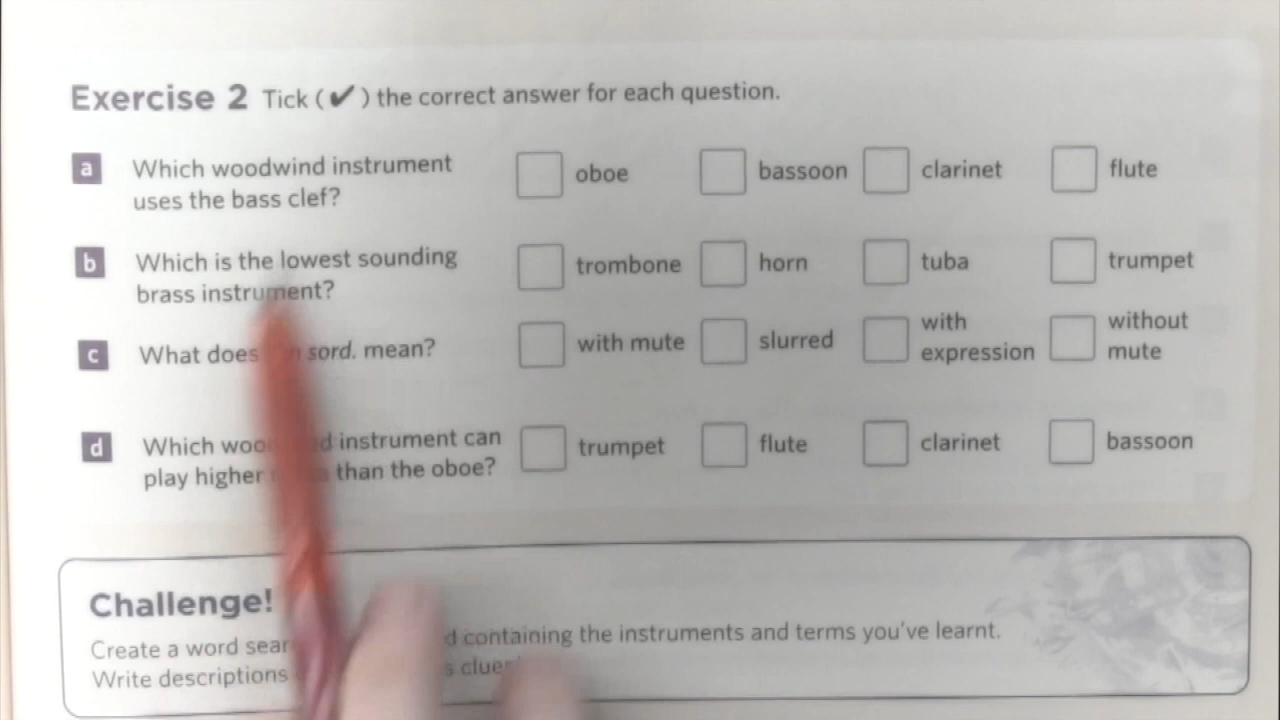 Exercise 2 Tick (✔) the correct answer for each question.
a Which woodwind instrument
uses the bass clef?
oboe
bassoon
clarinet
flute
b Which is the lowest sounding
brass instrument?
trombone
horn
tuba
trumpet
c What does sord. mean?
with mute
slurred
with
expression
without
mute
d Which instrument can
play higher than the oboe?
trumpet
flute
clarinet
bassoon
Challenge!
Create a word containing the instruments and terms you've learnt.
Write descriptions